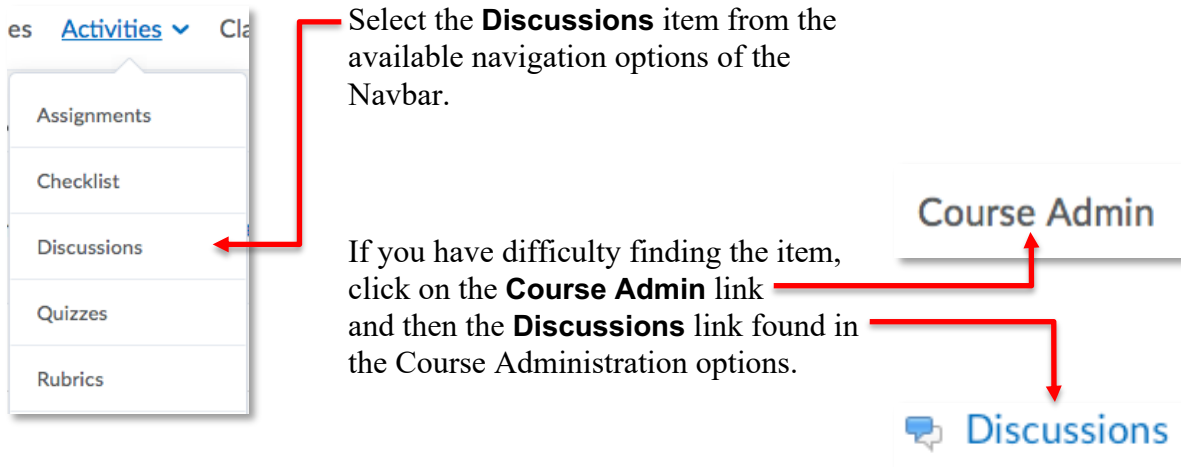 es Activities Cla
Assignments
Checklist
Discussions
Quizzes
Rubrics
Select the Discussions item from the
available navigation options of the
Navbar.
If you have difficulty finding the item,
click on the Course Admin link
and then the Discussions link found in
the Course Administration options.
Course Admin
Discussions